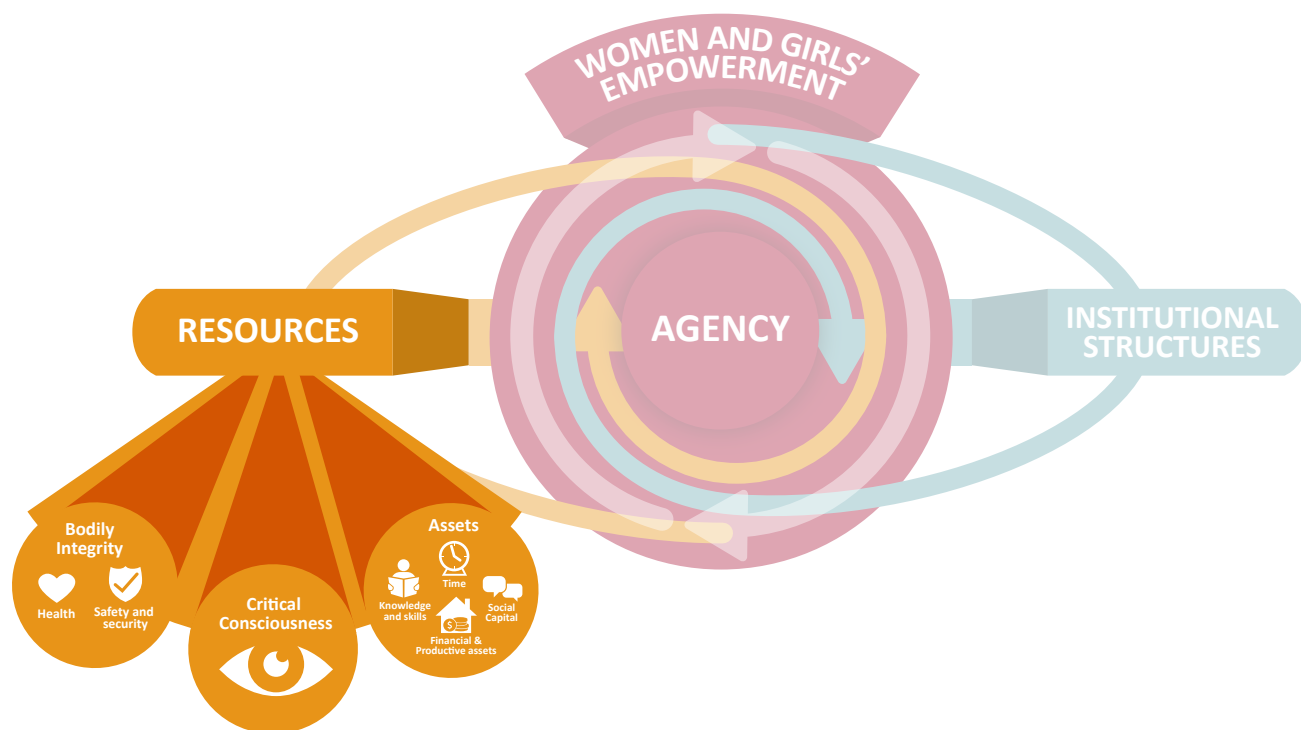 WOMEN AND GIRLS'
EMPOWERMENT
RESOURCES
AGENCY
INSTITUTIONAL
STRUCTURES
Bodily
Integrity
Health
Safety and
security
Critical
Consciousness
Assets
Time
Knowledge
and skills
Social
Capital
$
Financial &
Productive assets